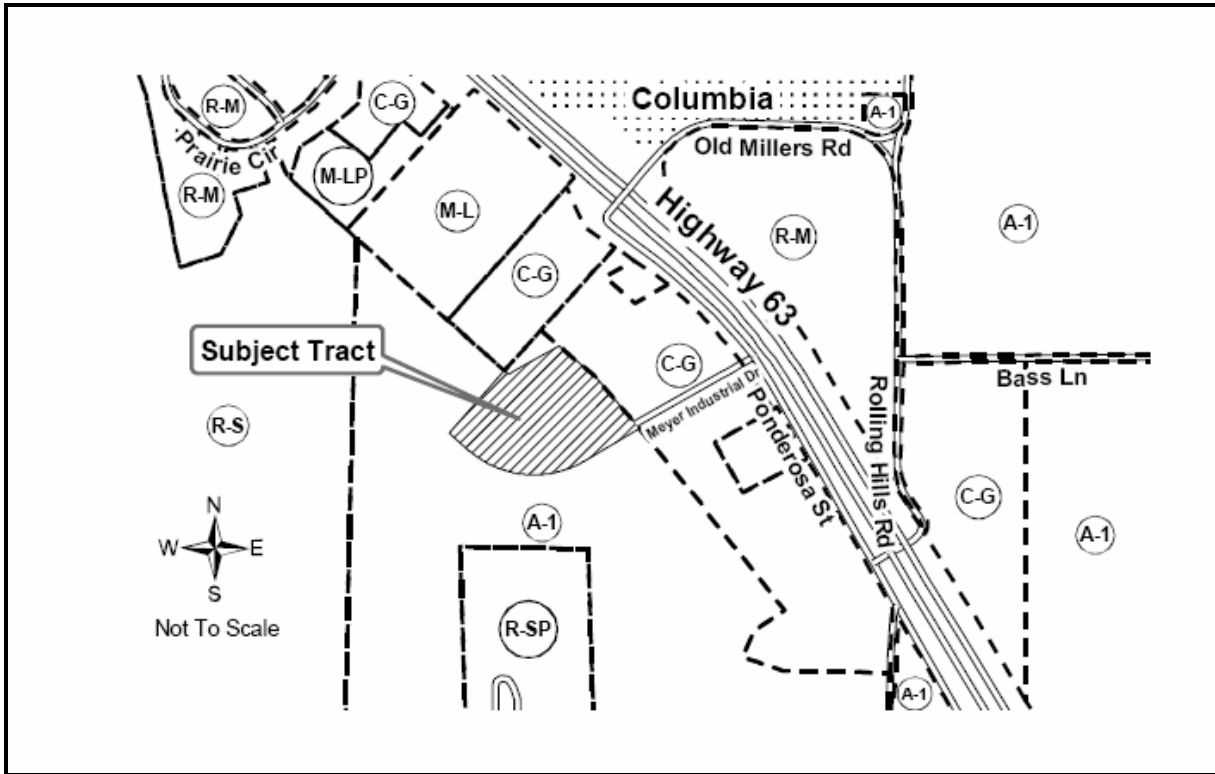 R-M
C-G
Columbia
A-1
Prairie Cir
Old Millers Rd
M-LP
R-M
M-L
Highway 63
R-M
A-1
C-G
Subject Tract
C-G
Meyer Industrial Dr
Bass Ln
Ponderosa St
Rolling Hills Rd
R-S
C-G
A-1
A-1
N
W
E
S
Not To Scale
R-SP
A-1